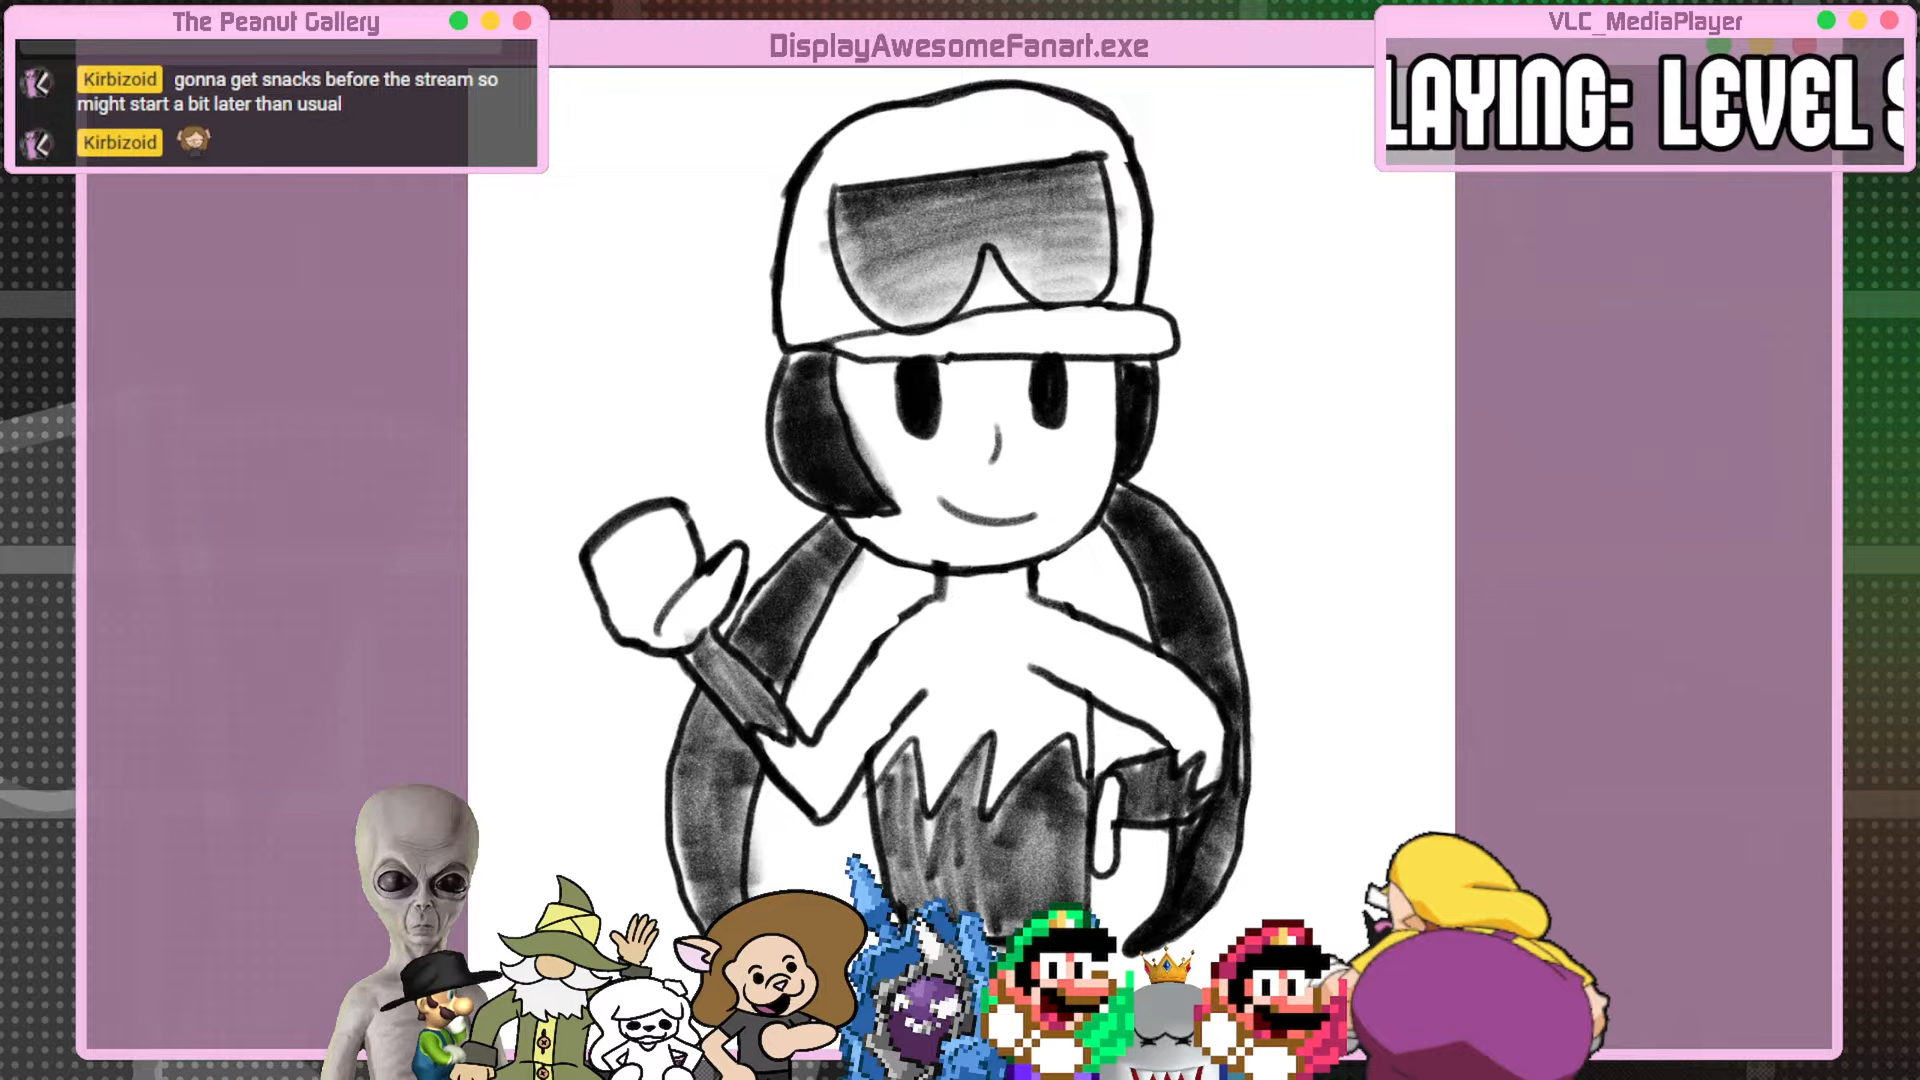 The Peanut Gallery
Kirbizoid gonna get snacks before the stream so
might start a bit later than usual
Kirbizoid
DisplayAwesomeFanart.exe
VLC_MediaPlayer
LAYING: LEVEL S